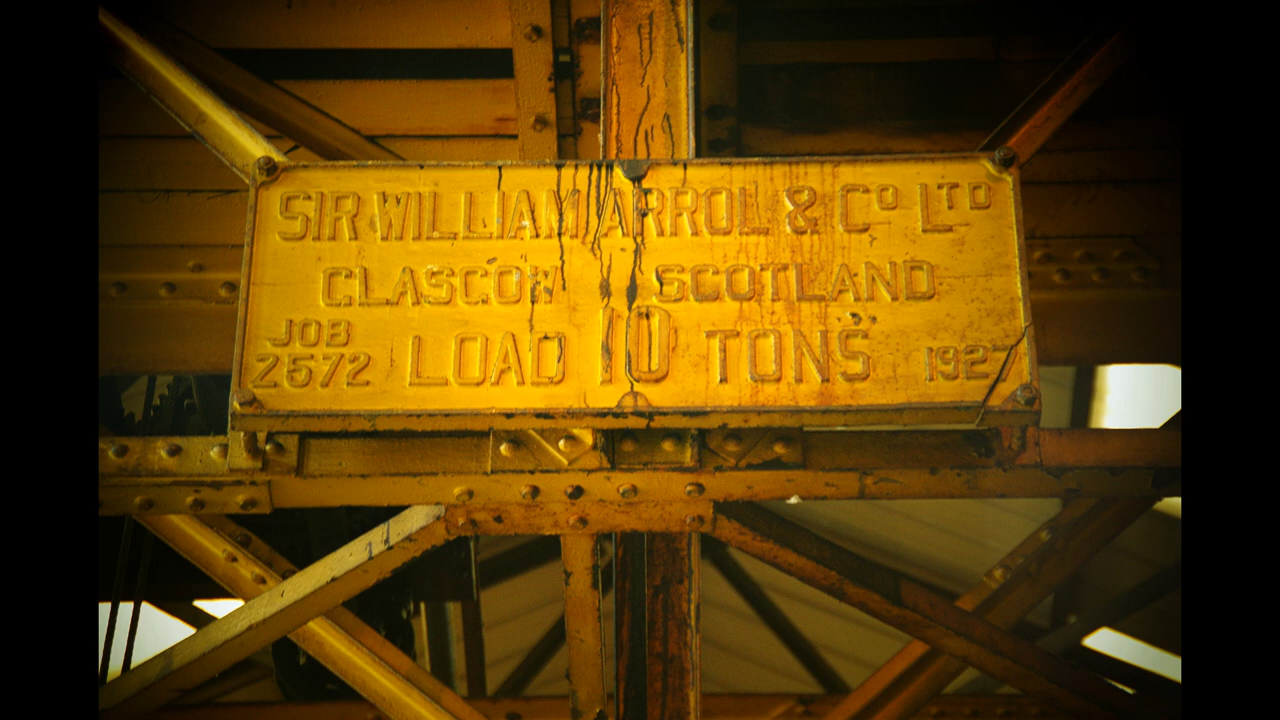 SIR WILLIAM ARROL & Co LTD
GLASGOW SCOTLAND
JOB 2572 LOAD 10 TONS 1927